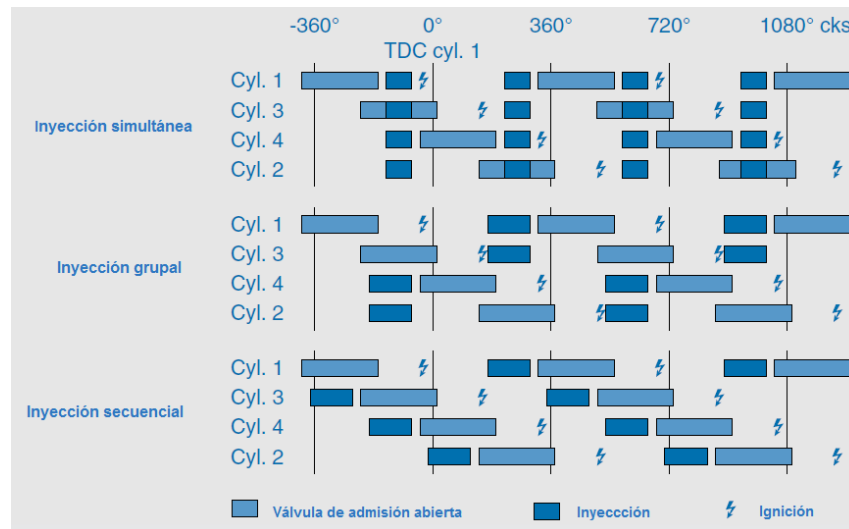 -360° 0° 360° 720° 1080° cks
TDC cyl. 1
Inyección simultánea
Cyl. 1
Cyl. 3
Cyl. 4
Cyl. 2
Inyección grupal
Cyl. 1
Cyl. 3
Cyl. 4
Cyl. 2
Inyección secuencial
Cyl. 1
Cyl. 3
Cyl. 4
Cyl. 2
Válvula de admisión abierta Inyeccción Ignición